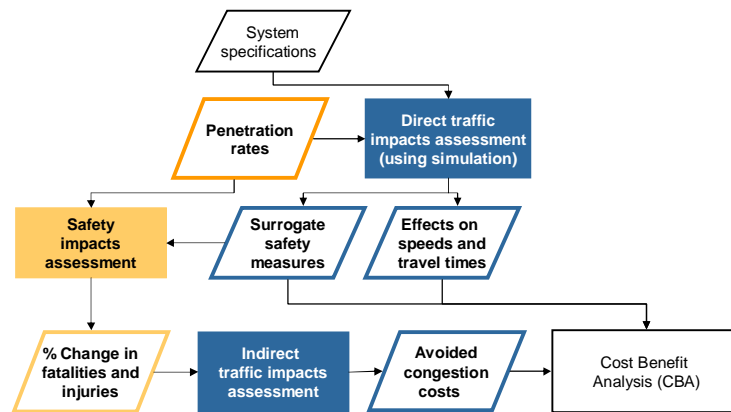 System
specifications
Penetration
rates
Direct traffic
impacts assessment
(using simulation)
Safety
impacts
assessment
Surrogate
safety
measures
Effects on
speeds and
travel times
% Change in
fatalities and
injuries
Indirect
traffic impacts
assessment
Avoided
congestion
costs
Cost Benefit
Analysis (CBA)